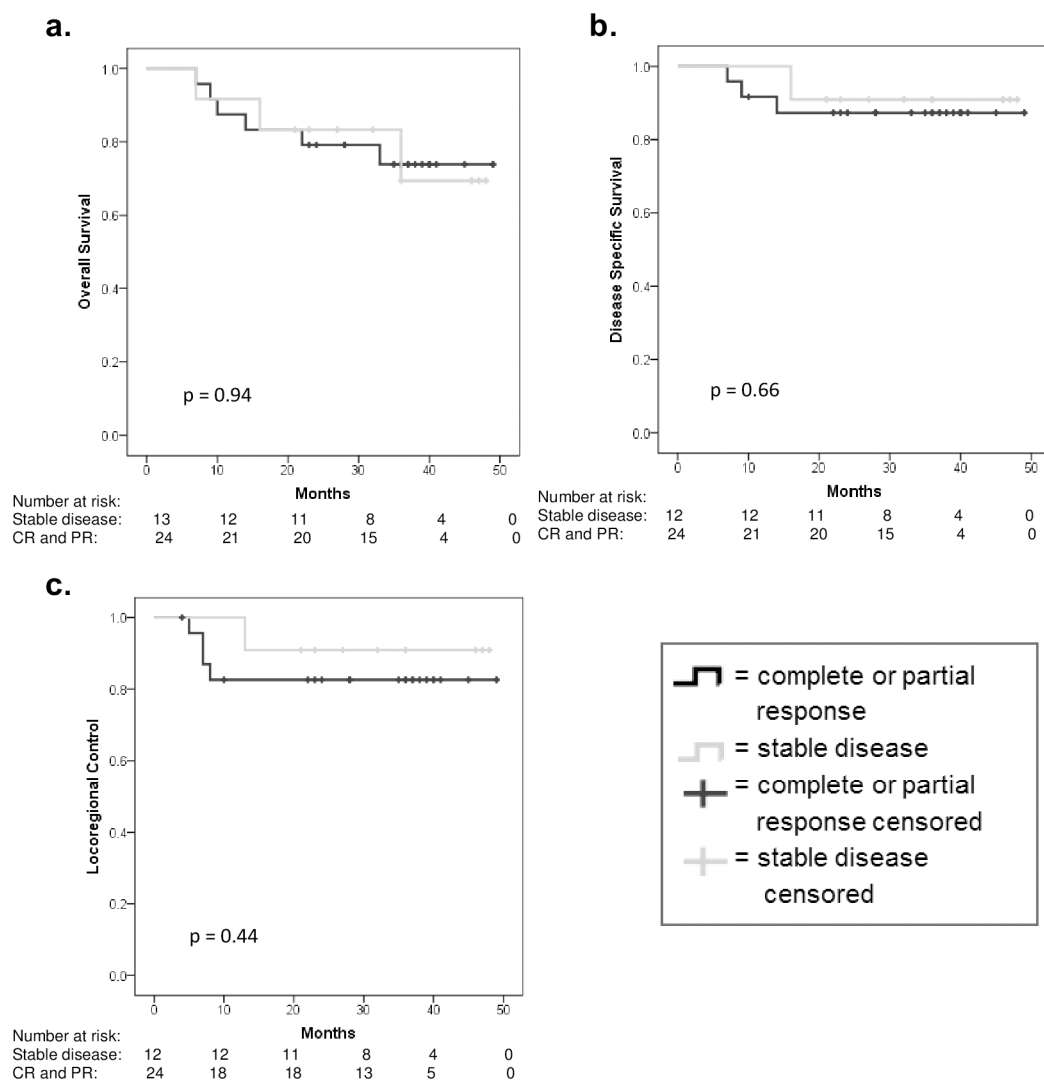 a.
1.0
0.8
0.6
0.4
0.2
0.0
Overall Survival
p = 0.94
0 10 20 30 40 50
Months
Number at risk:
Stable disease: 13 12 11 8 4 0
CR and PR: 24 21 20 15 4 0
b.
1.0
0.8
0.6
0.4
0.2
0.0
Disease Specific Survival
p = 0.66
0 10 20 30 40 50
Months
Number at risk:
Stable disease: 12 12 11 8 4 0
CR and PR: 24 21 20 15 4 0
c.
1.0
0.8
0.6
0.4
0.2
0.0
Locoregional Control
p = 0.44
0 10 20 30 40 50
Months
Number at risk:
Stable disease: 12 12 11 8 4 0
CR and PR: 24 18 18 13 5 0
= complete or partial
response
= stable disease
= complete or partial
response censored
= stable disease
censored